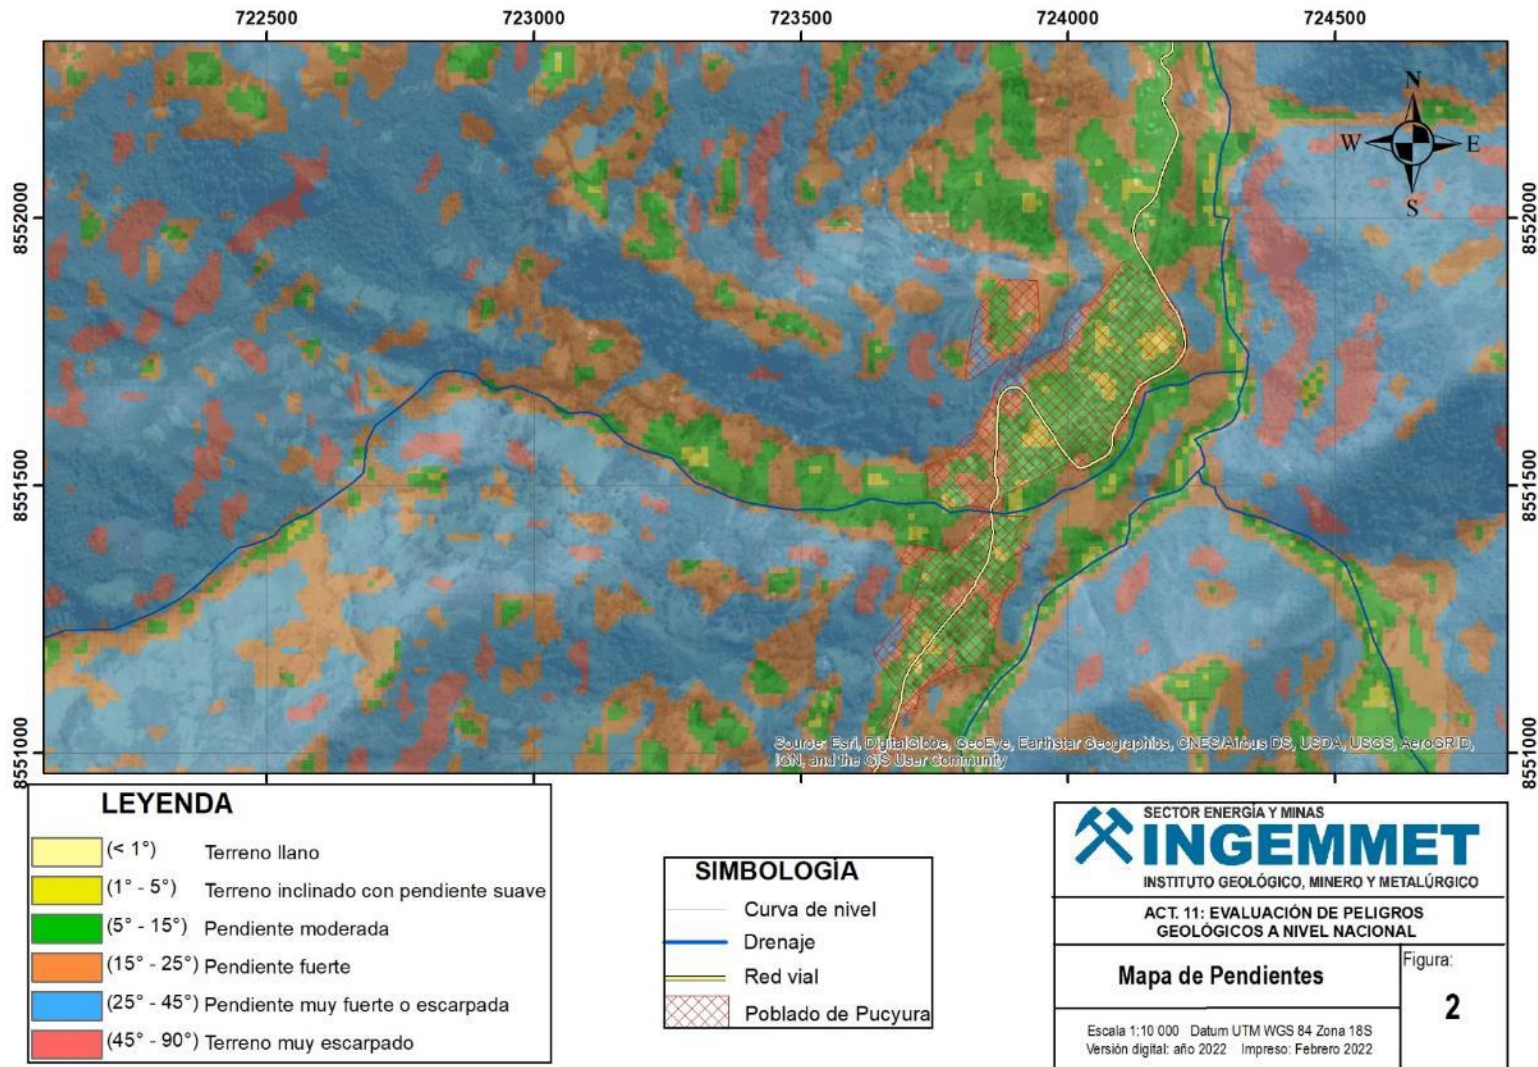 722500 723000 723500 724000 724500
N
W E
S
8552000 8552000
8551500 8551500
8551000 8551000
Source: Esri, DigitalGlobe, GeoEye, Earthstar Geographics, CNES/Airbus DS, USDA, USGS, AeroGRID,
IGN, and the GIS User Community
LEYENDA
(< 1°) Terreno llano
(1° - 5°) Terreno inclinado con pendiente suave
(5° - 15°) Pendiente moderada
(15° - 25°) Pendiente fuerte
(25° - 45°) Pendiente muy fuerte o escarpada
(45° - 90°) Terreno muy escarpado
SIMBOLOGÌA
Curva de nivel
Drenaje
Red vial
Poblado de Pucyura
SECTOR ENERGÍA Y MINAS
INGEMMET
INSTITUTO GEOLÓGICO, MINERO Y METALÚRGICO
ACT. 11: EVALUACIÓN DE PELIGROS
GEOLÓGICOS A NIVEL NACIONAL
Mapa de Pendientes
Figura:
2
Escala 1:10 000 Datum UTM WGS 84 Zona 18S
Versión digital: año 2022 Impreso: Febrero 2022